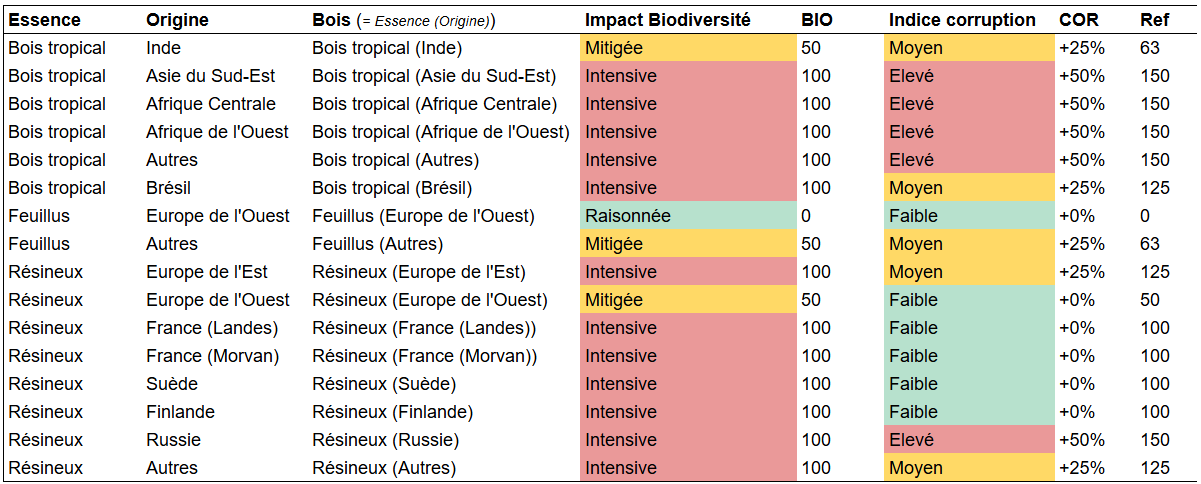 Essence Origine Bois (= Essence (Origine)) Impact Biodiversité BIO Indice corruption COR Ref
Bois tropical Inde Bois tropical (Inde) Mitigée 50 Moyen +25% 63
Bois tropical Asie du Sud-Est Bois tropical (Asie du Sud-Est) Intensive 100 Elevé +50% 150
Bois tropical Afrique Centrale Bois tropical (Afrique Centrale) Intensive 100 Elevé +50% 150
Bois tropical Afrique de l'Ouest Bois tropical (Afrique de l'Ouest) Intensive 100 Elevé +50% 150
Bois tropical Autres Bois tropical (Autres) Intensive 100 Elevé +50% 150
Bois tropical Brésil Bois tropical (Brésil) Intensive 100 Moyen +25% 125
Feuillus Europe de l'Ouest Feuillus (Europe de l'Ouest) Raisonnée 0 Faible +0% 0
Feuillus Autres Feuillus (Autres) Mitigée 50 Moyen +25% 63
Résineux Europe de l'Est Résineux (Europe de l'Est) Intensive 100 Moyen +25% 125
Résineux Europe de l'Ouest Résineux (Europe de l'Ouest) Mitigée 50 Faible +0% 50
Résineux France (Landes) Résineux (France (Landes)) Intensive 100 Faible +0% 100
Résineux France (Morvan) Résineux (France (Morvan)) Intensive 100 Faible +0% 100
Résineux Suède Résineux (Suède) Intensive 100 Faible +0% 100
Résineux Finlande Résineux (Finlande) Intensive 100 Faible +0% 100
Résineux Russie Résineux (Russie) Intensive 100 Elevé +50% 150
Résineux Autres Résineux (Autres) Intensive 100 Moyen +25% 125